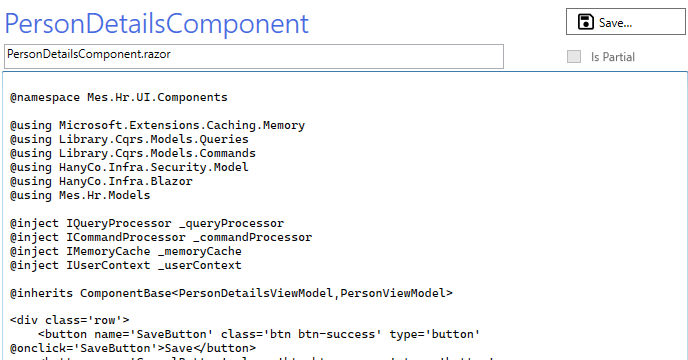 PersonDetailsComponent
Save...
PersonDetailsComponent.razor
Is Partial
@namespace Mes.Hr.UI.Components
@using Microsoft.Extensions.Caching.Memory
@using Library.Cqrs.Models.Queries
@using Library.Cqrs.Models.Commands
@using HanyCo.Infra.Security.Model
@using HanyCo.Infra.Blazor
@using Mes.Hr.Models
@inject IQueryProcessor _queryProcessor
@inject ICommandProcessor _commandProcessor
@inject IMemoryCache _memoryCache
@inject IUserContext _userContext
@inherits ComponentBase<PersonDetailsViewModel,PersonViewModel>
<div class='row'>
    <button name='SaveButton' class='btn btn-success' type='button'
@onclick='SaveButton'>Save</button>